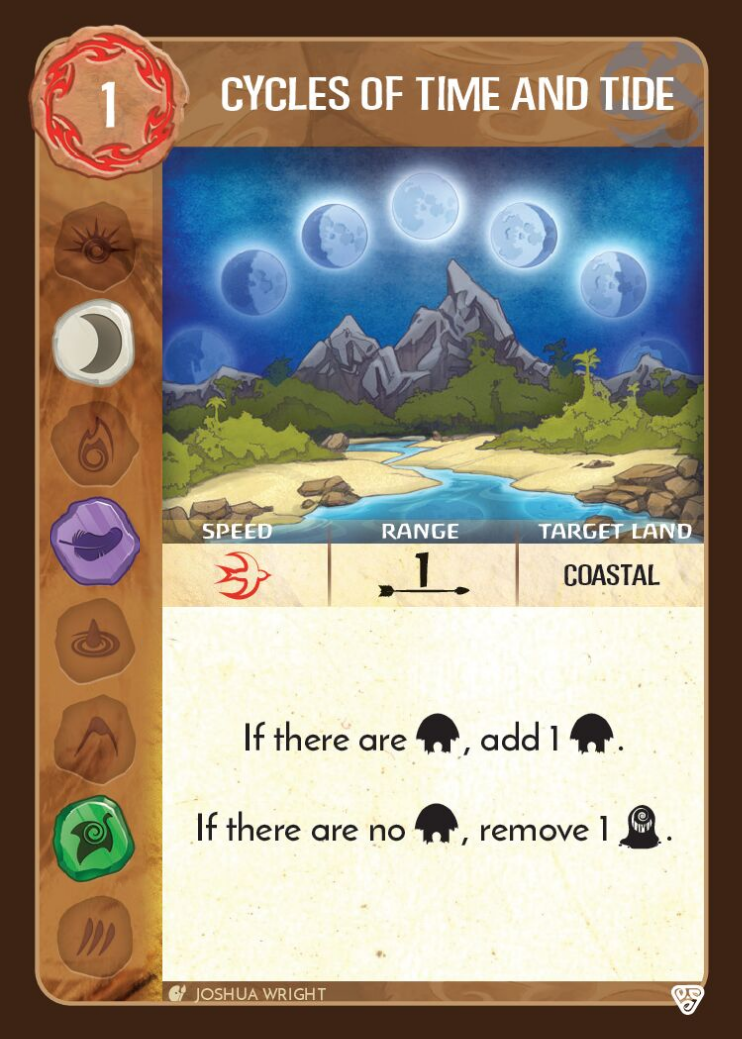 1
CYCLES OF TIME AND TIDE
SPEED RANGE TARGET LAND
1 COASTAL
If there are , add 1 .
If there are no , remove 1 .
JOSHUA WRIGHT